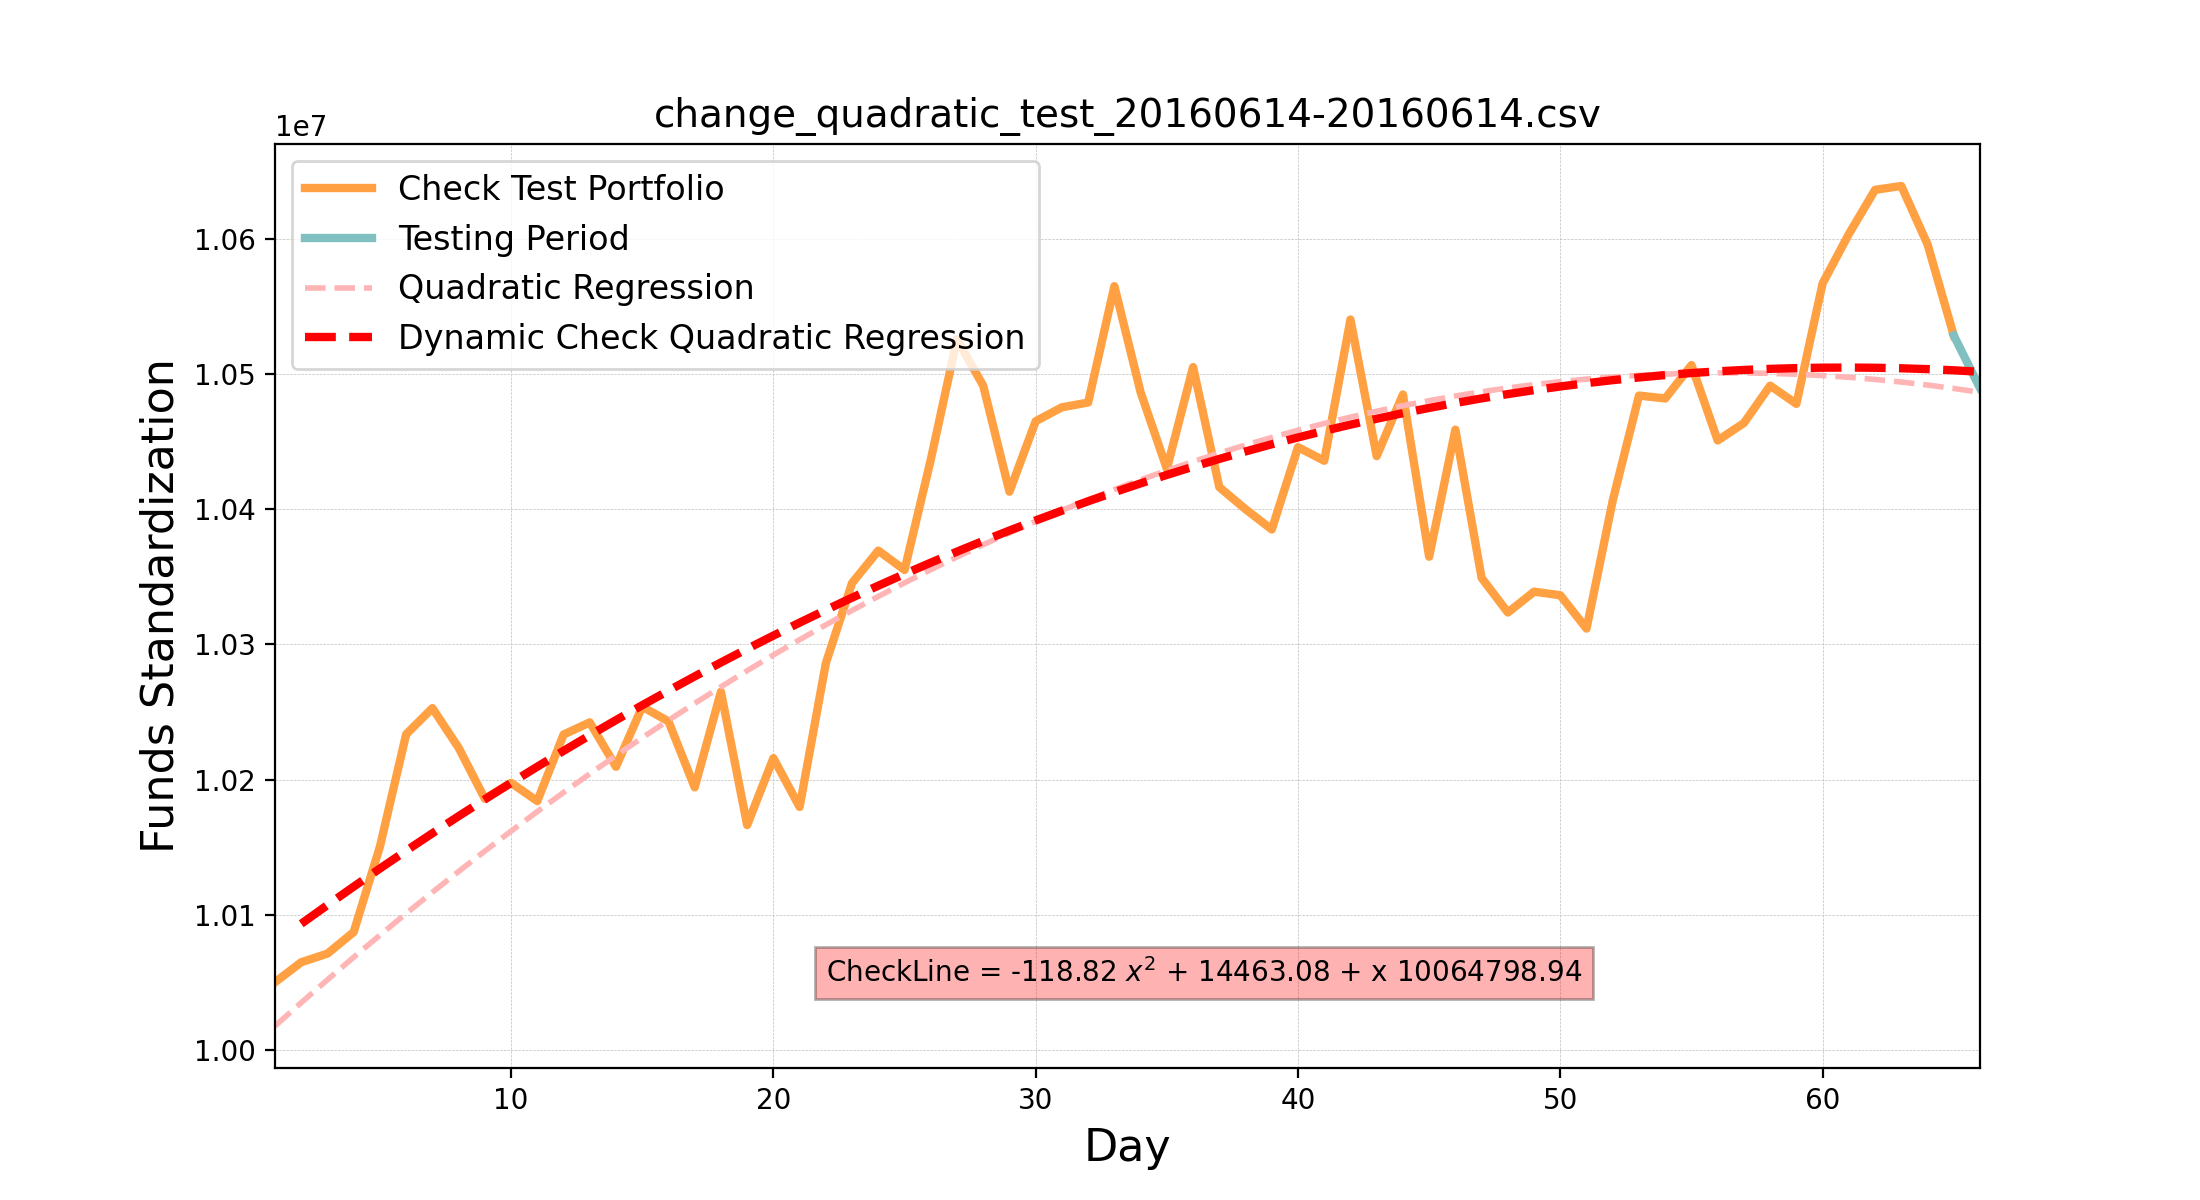 change_quadratic_test_20160614-20160614.csv
1e7
Check Test Portfolio
Testing Period
Quadratic Regression
Dynamic Check Quadratic Regression
1.06
1.05
1.04
1.03
1.02
1.01
1.00
Funds Standardization
CheckLine = -118.82 x² + 14463.08 + x 10064798.94
10 20 30 40 50 60
Day